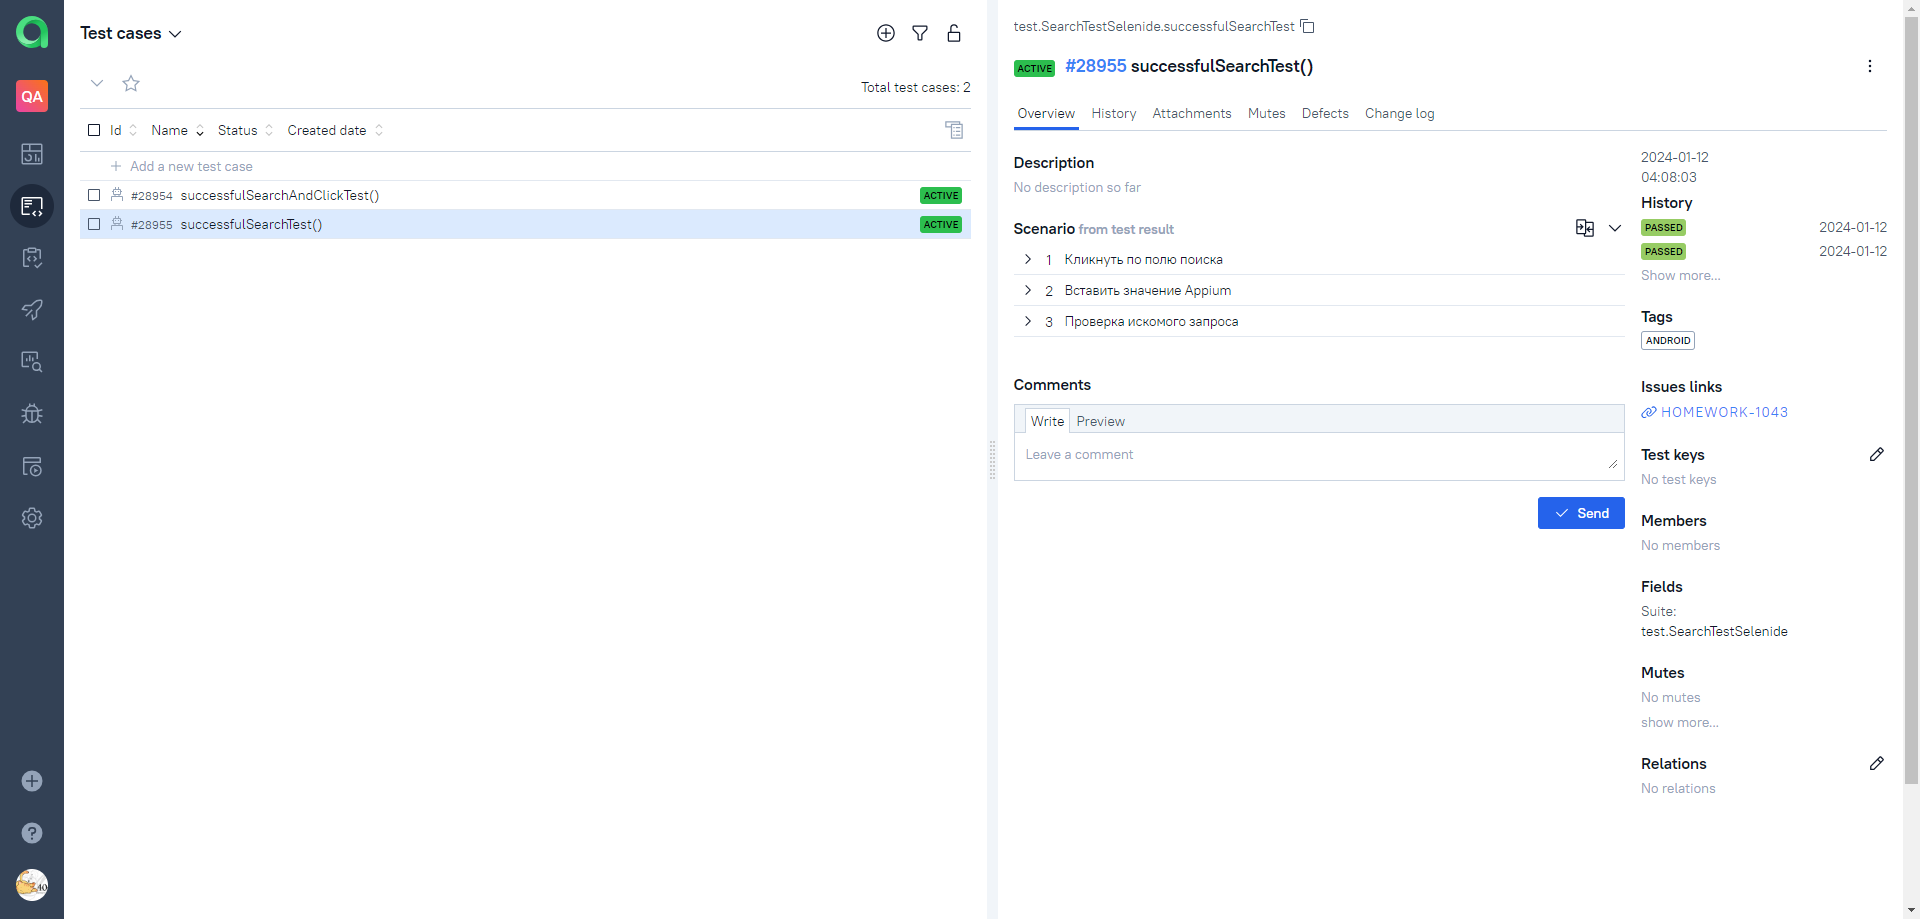 QA
Test cases
Total test cases: 2
Id Name Status Created date
Add a new test case
#28954 successfulSearchAndClickTest() ACTIVE
#28955 successfulSearchTest() ACTIVE
test.SearchTestSelenide.successfulSearchTest
ACTIVE #28955 successfulSearchTest()
Overview History Attachments Mutes Defects Change log
Description
No description so far
Scenario from test result
1 Кликнуть по полю поиска
2 Вставить значение Appium
3 Проверка искомого запроса
Comments
Write Preview
Leave a comment
Send
2024-01-12
04:08:03
History
PASSED 2024-01-12
PASSED 2024-01-12
Show more...
Tags
ANDROID
Issues links
HOMEWORK-1043
Test keys
No test keys
Members
No members
Fields
Suite:
test.SearchTestSelenide
Mutes
No mutes
show more...
Relations
No relations